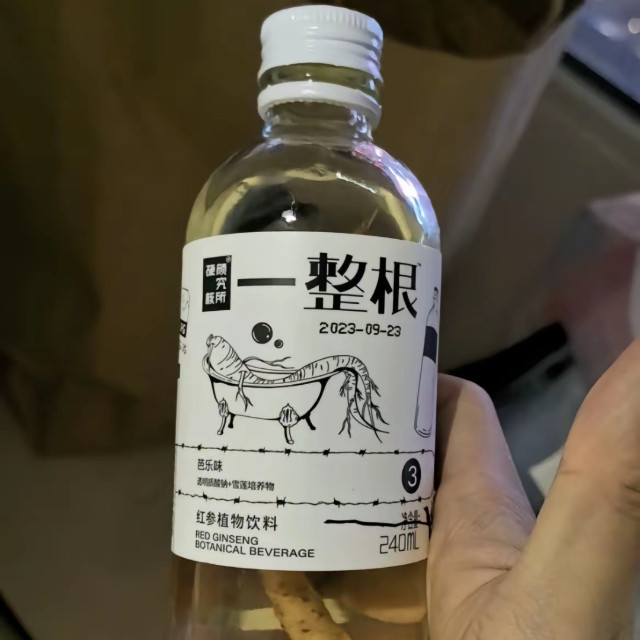 硬颜
核究
所
一整根
2023-09-23
芭乐味
透明质酸钠+雪莲培养物
3
红参植物饮料
净含量
RED GINSENG
BOTANICAL BEVERAGE
240mL